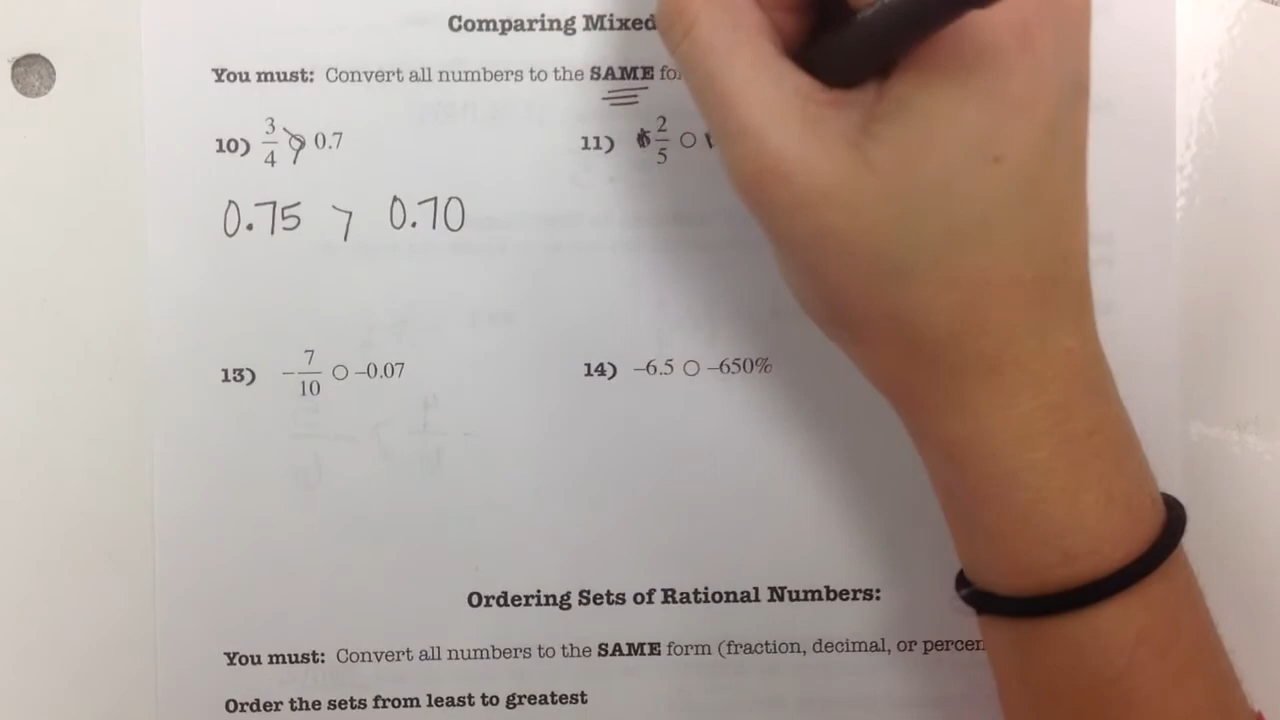 Comparing Mixed
You must: Convert all numbers to the SAME
10) 3/4 > 0.7
11) 2/5 ○
0.75 > 0.70
13) -7/10 ○ -0.07
14) -6.5 ○ -650%
Ordering Sets of Rational Numbers:
You must: Convert all numbers to the SAME form (fraction, decimal, or percen
Order the sets from least to greatest